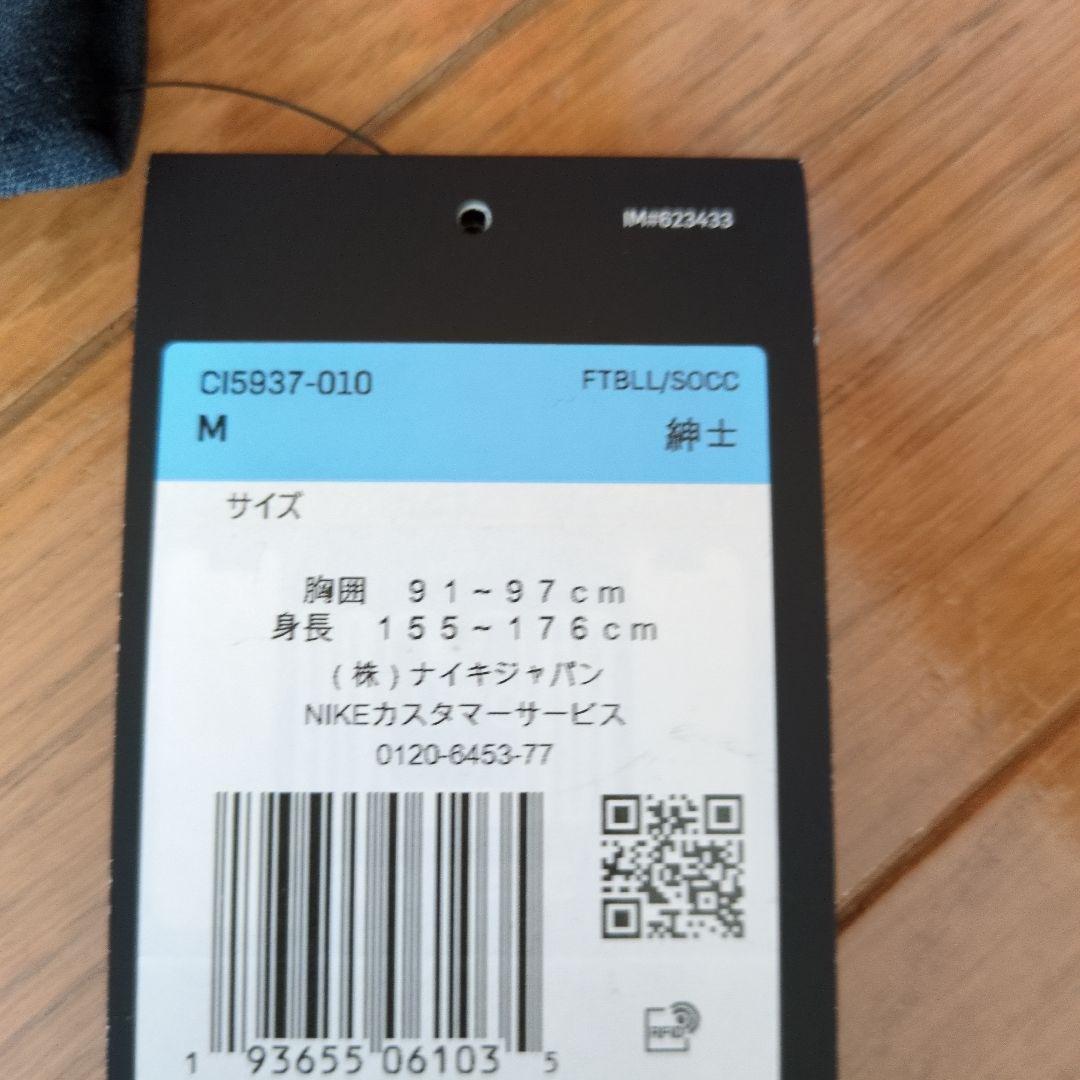 IM#623433
CI5937-010 FTBLL/SOCC
M 紳士
サイズ
胸囲 91~97cm
身長 155~176cm
(株)ナイキジャパン
NIKEカスタマーサービス
0120-6453-77
RFID
1 93655 06103 5